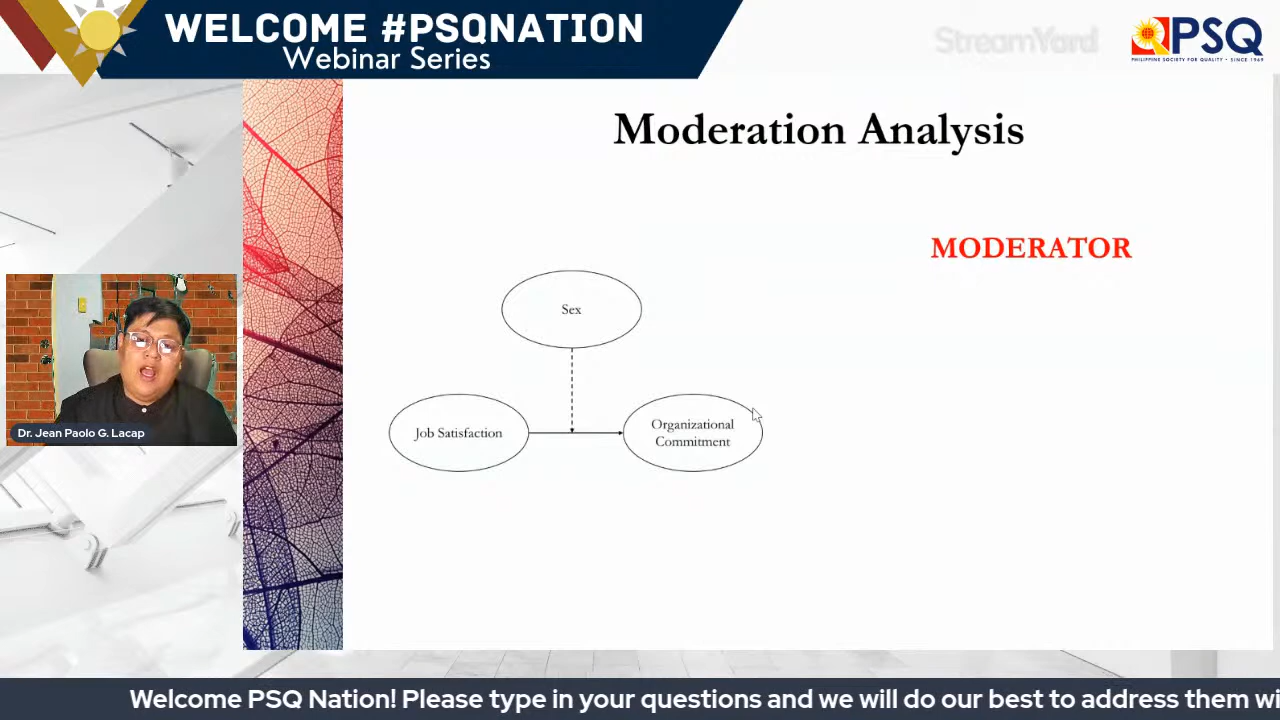 WELCOME #PSQNATION
Webinar Series
StreamYard
PSQ
PHILIPPINE SOCIETY FOR QUALITY • SINCE 1969
Moderation Analysis
MODERATOR
Sex
Job Satisfaction
Organizational
Commitment
Dr. Jean Paolo G. Lacap
Welcome PSQ Nation! Please type in your questions and we will do our best to address them wi